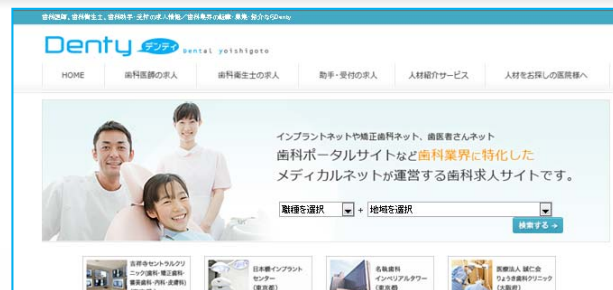 歯科医師、歯科衛生士、歯科助手・受付の求人情報／歯科業界の転職・就職・紹介ならDenty
Denty デンティ dental yoishigoto
HOME 歯科医師の求人 歯科衛生士の求人 助手・受付の求人 人材紹介サービス 人材をお探しの医院様へ
インプラントネットや矯正歯科ネット、歯医者さんネット
歯科ポータルサイトなど歯科業界に特化した
メディカルネットが運営する歯科求人サイトです。
職種を選択 + 地域を選択
検索する
吉祥寺セントラルクリ
ニック(歯科・矯正歯科・
審美歯科・内科・皮膚科)
日本橋インプラント
センター
(東京都)
名執歯科
インペリアルタワー
(東京都
医療法人 誠仁会
りょうき歯科クリニック
(大阪府)